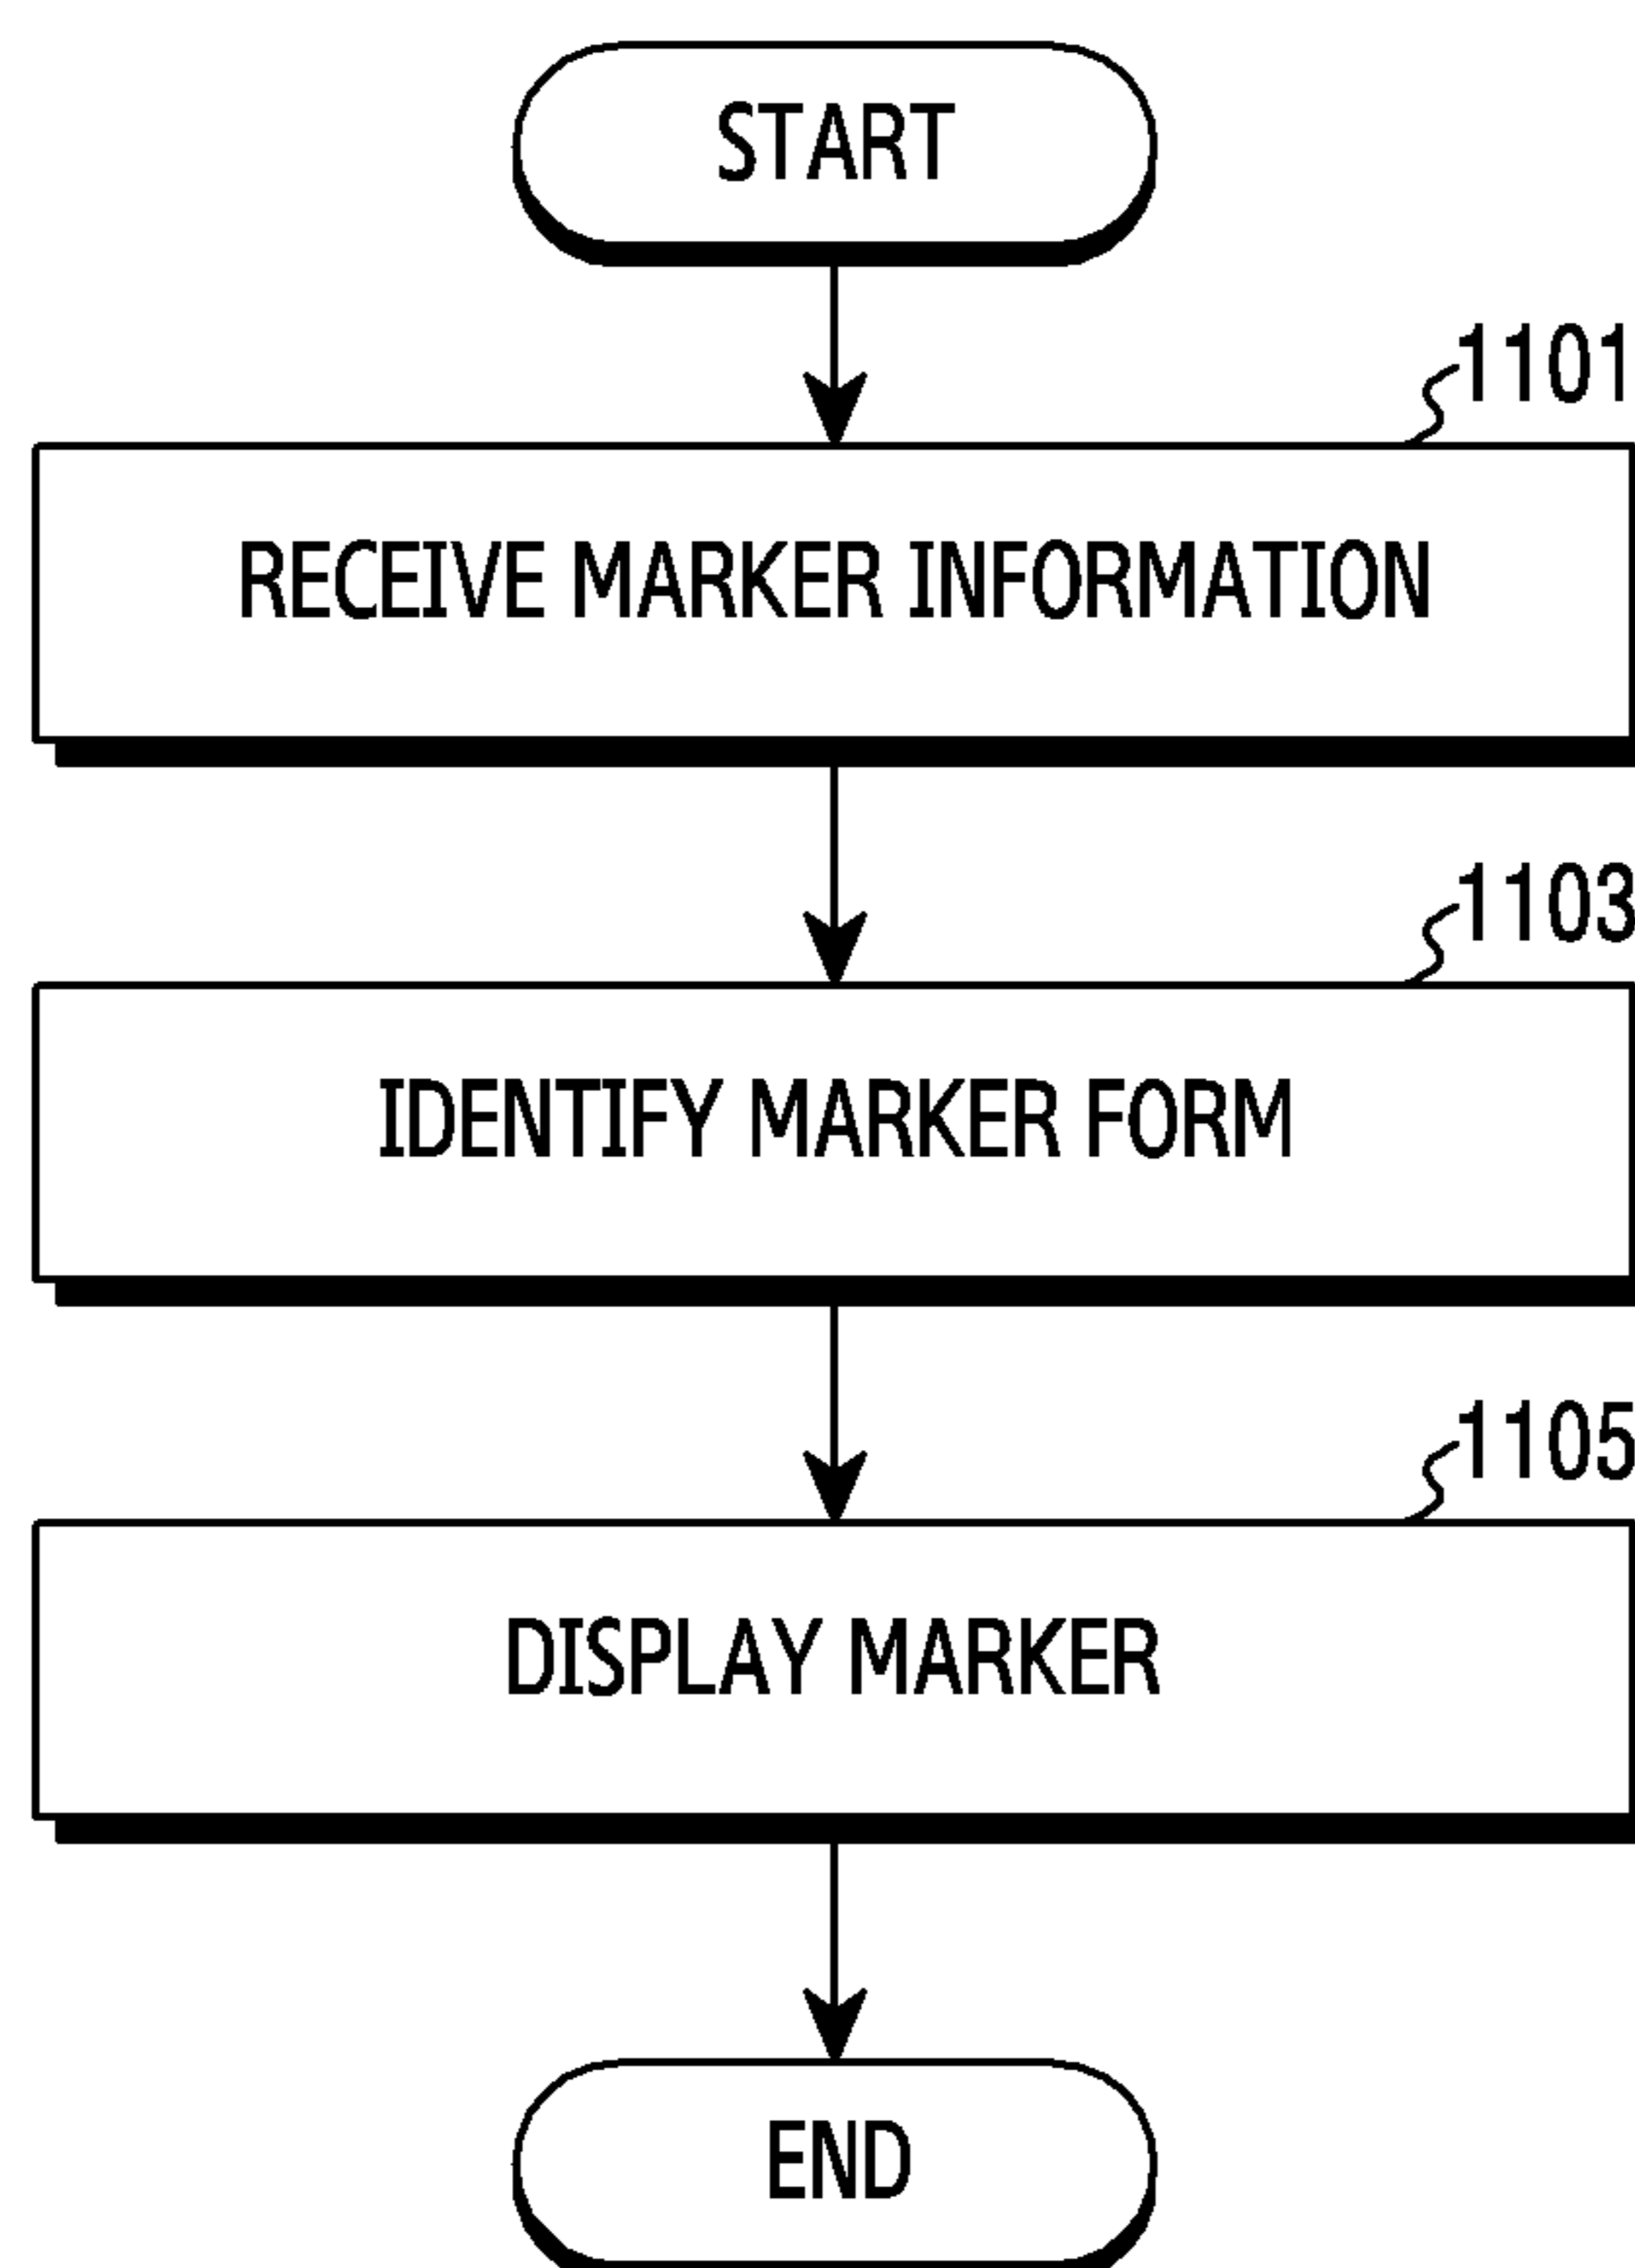 START
1101
RECEIVE MARKER INFORMATION
1103
IDENTIFY MARKER FORM
1105
DISPLAY MARKER
END